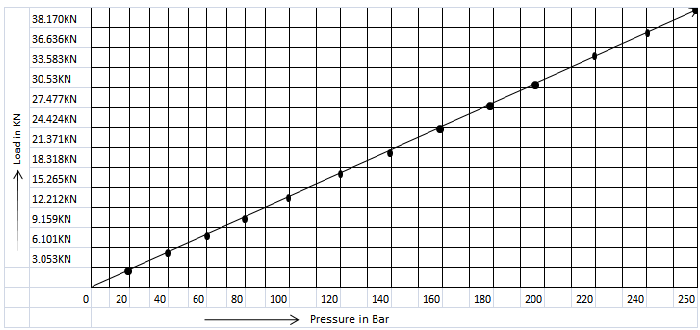 38.170KN
36.636KN
33.583KN
30.53KN
27.477KN
24.424KN
21.371KN
18.318KN
15.265KN
12.212KN
9.159KN
6.101KN
3.053KN
Load in KN
0 20 40 60 80 100 120 140 160 180 200 220 240 250
Pressure in Bar